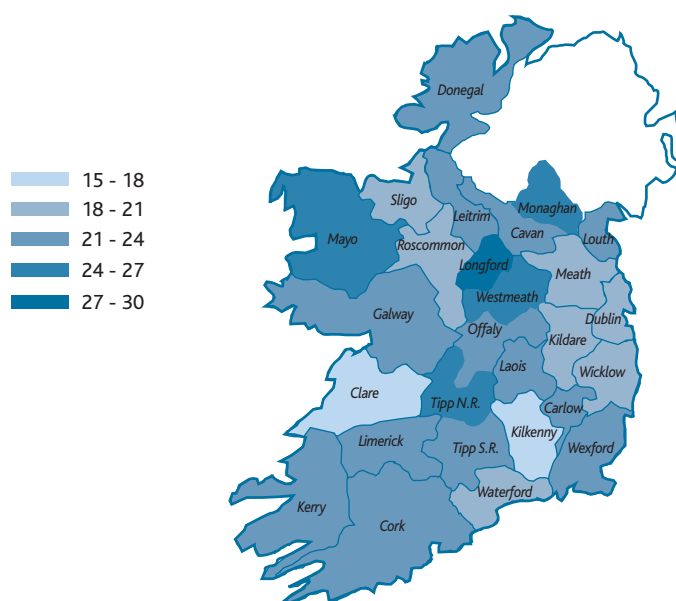 15 - 18
18 - 21
21 - 24
24 - 27
27 - 30
Donegal
Sligo
Leitrim
Monaghan
Cavan
Louth
Mayo
Roscommon
Longford
Meath
Westmeath
Galway
Offaly
Dublin
Kildare
Laois
Wicklow
Clare
Tipp N.R.
Carlow
Kilkenny
Limerick
Tipp S.R.
Wexford
Waterford
Kerry
Cork